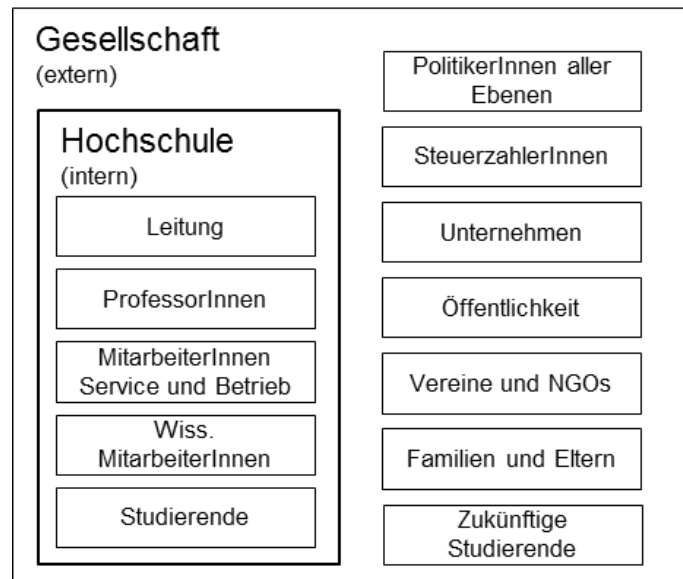 Gesellschaft
(extern)
Hochschule
(intern)
Leitung
ProfessorInnen
MitarbeiterInnen
Service und Betrieb
Wiss.
MitarbeiterInnen
Studierende
PolitikerInnen aller
Ebenen
SteuerzahlerInnen
Unternehmen
Öffentlichkeit
Vereine und NGOs
Familien und Eltern
Zukünftige
Studierende